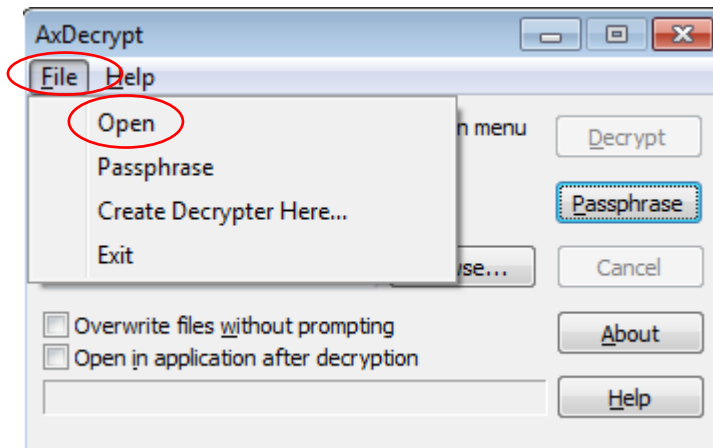 AxDecrypt
File Help
Open
n menu
Decrypt
Passphrase
Passphrase
Create Decrypter Here...
Exit
se...
Cancel
Overwrite files without prompting
About
Open in application after decryption
Help